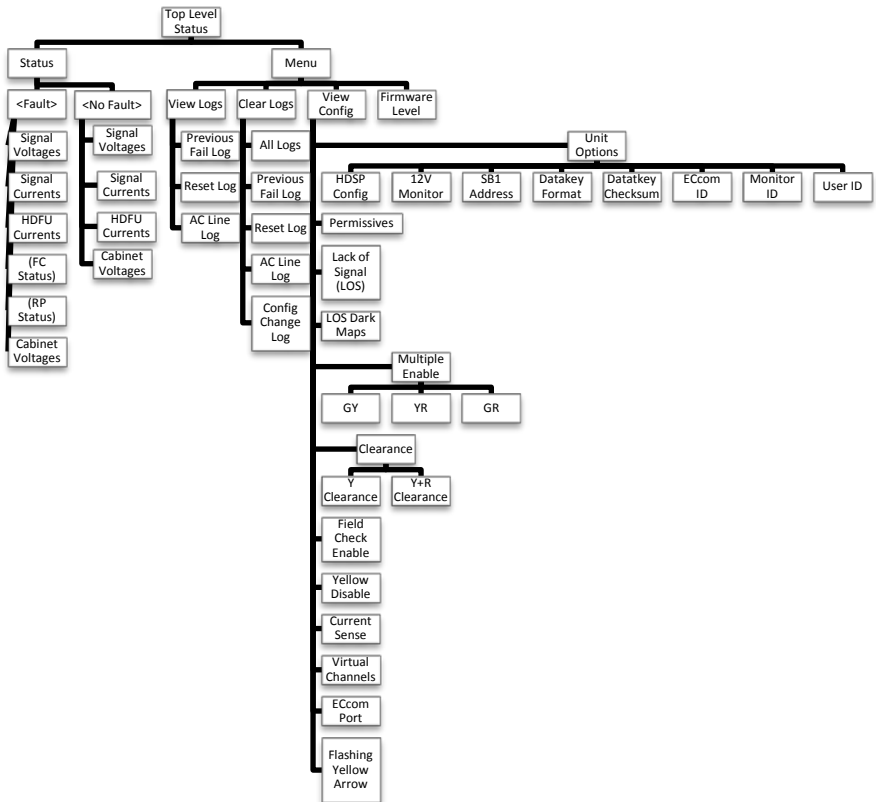 Top Level
Status
Status
Menu
<Fault>
<No Fault>
View Logs
Clear Logs
View
Config
Firmware
Level
Signal
Voltages
Signal
Currents
HDFU
Currents
(FC
Status)
(RP
Status)
Cabinet
Voltages
Signal
Voltages
Signal
Currents
HDFU
Currents
Cabinet
Voltages
Previous
Fail Log
Reset Log
AC Line
Log
All Logs
Previous
Fail Log
Reset Log
AC Line
Log
Config
Change
Log
Unit
Options
HDSP
Config
12V
Monitor
SB1
Address
Datakey
Format
Datatkey
Checksum
ECcom
ID
Monitor
ID
User ID
Permissives
Lack of
Signal
(LOS)
LOS Dark
Maps
Multiple
Enable
GY
YR
GR
Clearance
Y
Clearance
Y+R
Clearance
Field
Check
Enable
Yellow
Disable
Current
Sense
Virtual
Channels
ECcom
Port
Flashing
Yellow
Arrow